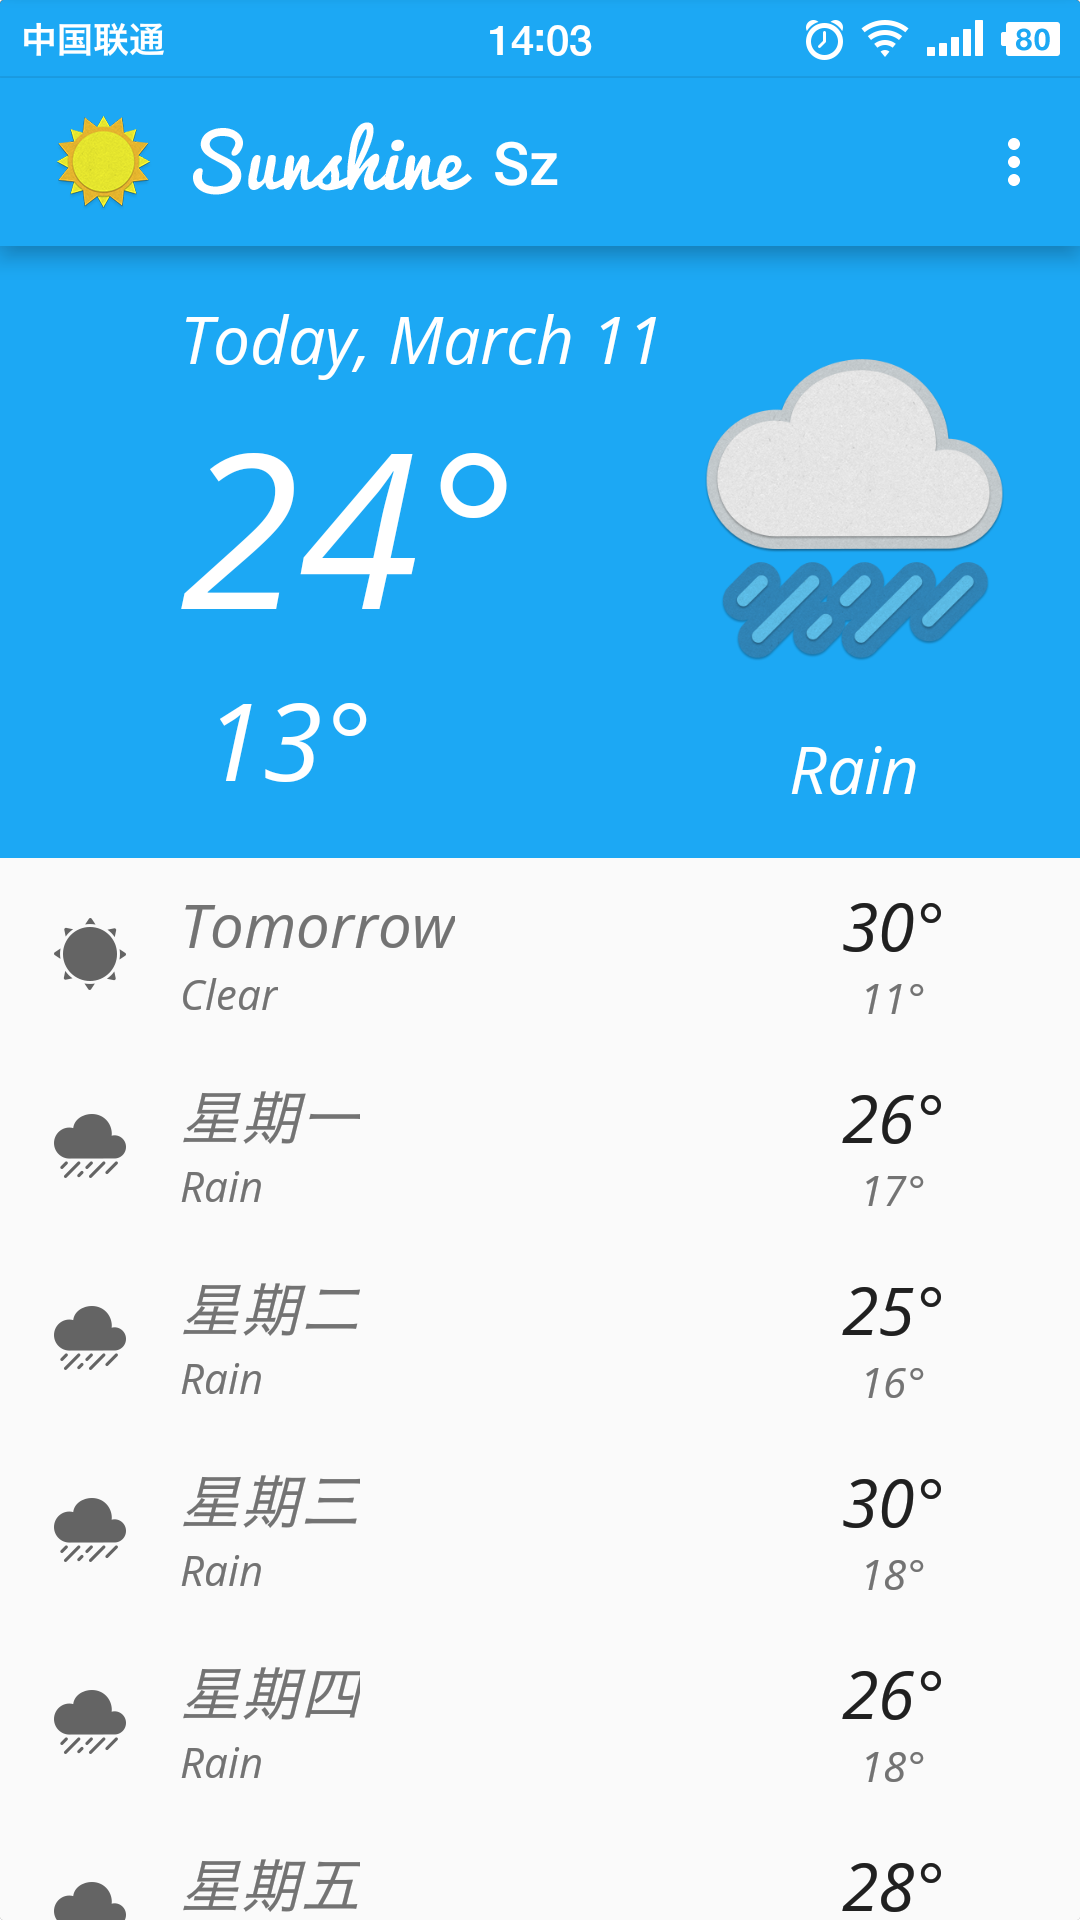 中国联通 14:03 80
Sunshine Sz
Today, March 11
24°
13°
Rain
Tomorrow 30°
Clear 11°
星期一 26°
Rain 17°
星期二 25°
Rain 16°
星期三 30°
Rain 18°
星期四 26°
Rain 18°
星期五 28°